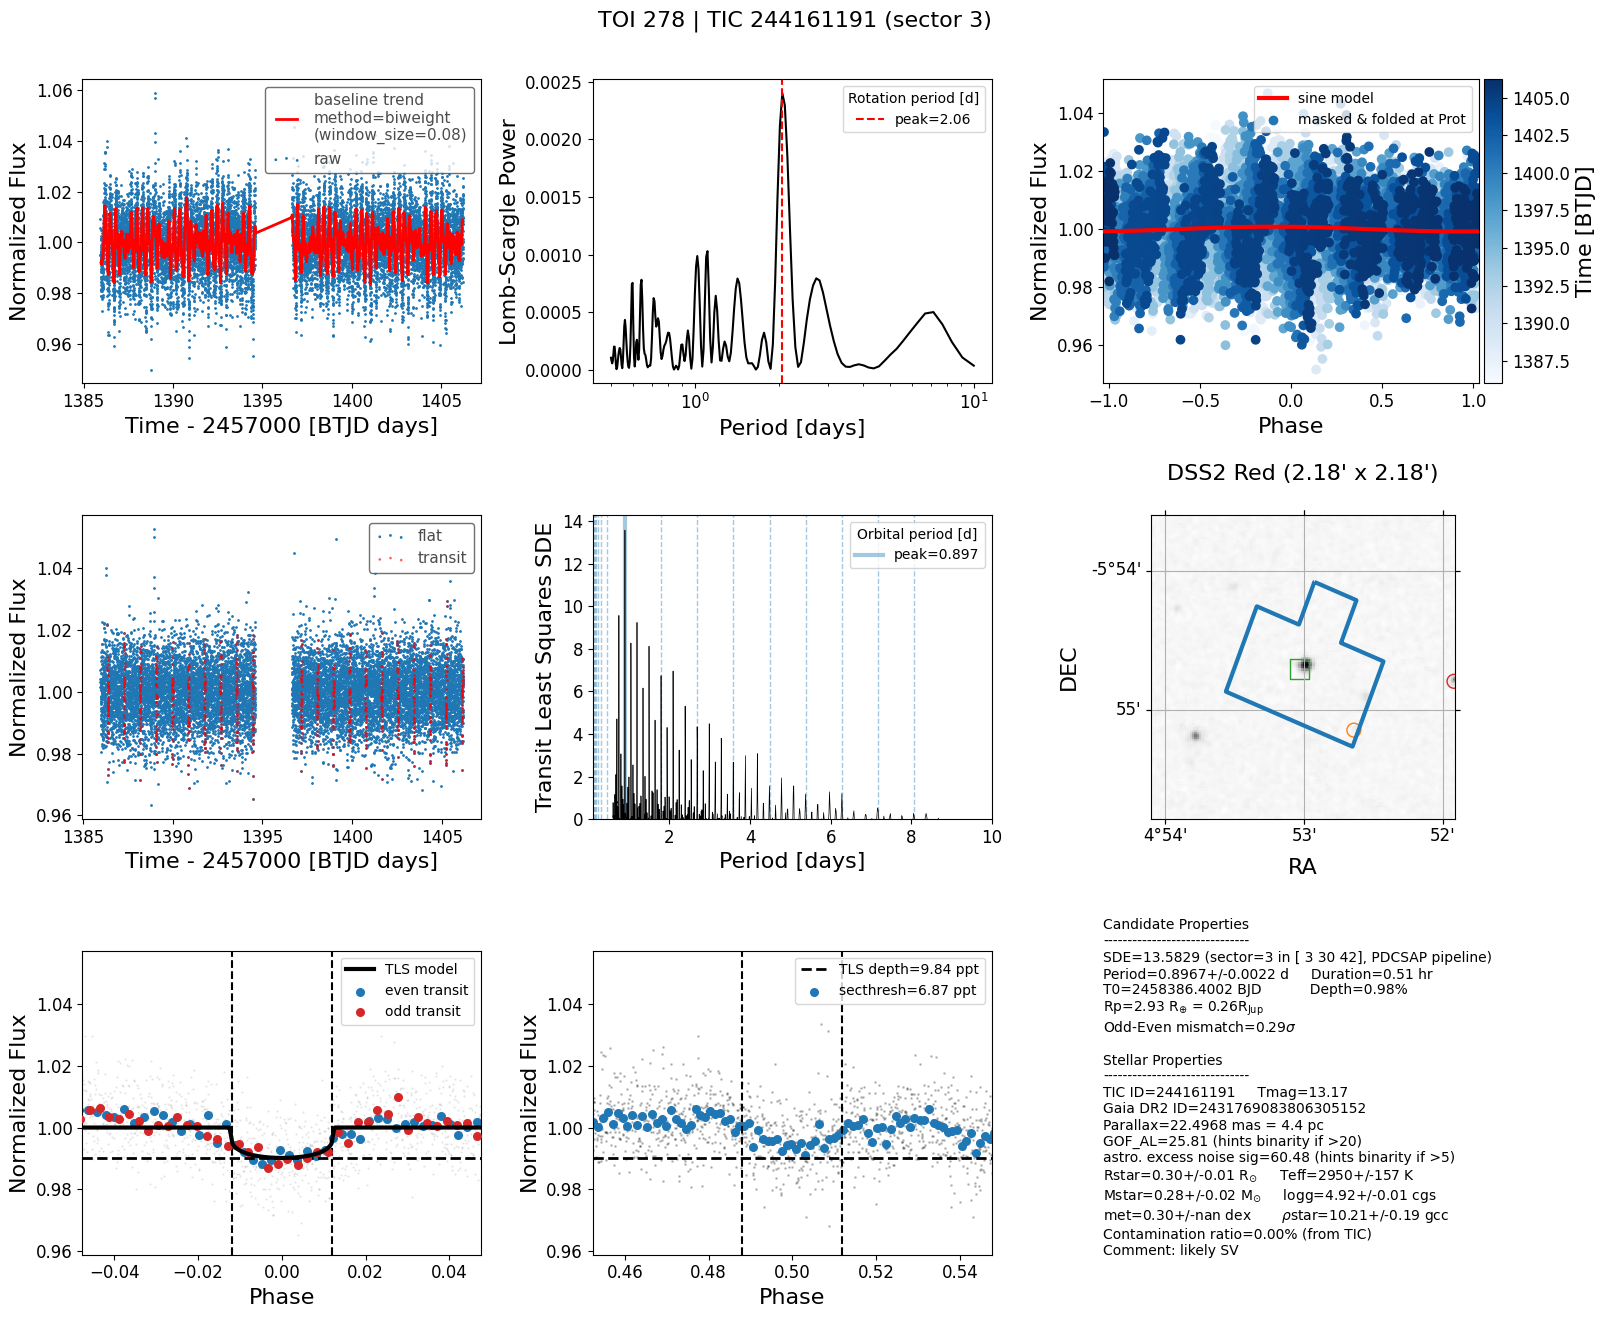 TOI 278 | TIC 244161191 (sector 3)
1.06
1.04
1.02
1.00
0.98
0.96
Normalized Flux
baseline trend
method=biweight
(window_size=0.08)
raw
1385
1390
1395
1400
1405
Time - 2457000 [BTJD days]
0.0025
0.0020
0.0015
0.0010
0.0005
0.0000
Lomb-Scargle Power
Rotation period [d]
peak=2.06
10⁰
10¹
Period [days]
1.04
1.02
1.00
0.98
0.96
Normalized Flux
sine model
masked & folded at Prot
−1.0
−0.5
0.0
0.5
1.0
Phase
1405.0
1402.5
1400.0
1397.5
1395.0
1392.5
1390.0
1387.5
Time [BTJD]
1.04
1.02
1.00
0.98
0.96
Normalized Flux
flat
transit
1385
1390
1395
1400
1405
Time - 2457000 [BTJD days]
14
12
10
8
6
4
2
0
Transit Least Squares SDE
Orbital period [d]
peak=0.897
2
4
6
8
10
Period [days]
DSS2 Red (2.18' x 2.18')
-5°54'
55'
DEC
4°54'
53'
52'
RA
1.04
1.02
1.00
0.98
0.96
Normalized Flux
TLS model
even transit
odd transit
−0.04
−0.02
0.00
0.02
0.04
Phase
1.04
1.02
1.00
0.98
0.96
Normalized Flux
TLS depth=9.84 ppt
secthresh=6.87 ppt
0.46
0.48
0.50
0.52
0.54
Phase
Candidate Properties
------------------------------
SDE=13.5829 (sector=3 in [ 3 30 42], PDCSAP pipeline)
Period=0.8967+/-0.0022 d     Duration=0.51 hr
T0=2458386.4002 BJD     Depth=0.98%
Rp=2.93 R⊕ = 0.26RJup
Odd-Even mismatch=0.29σ
Stellar Properties
------------------------------
TIC ID=244161191     Tmag=13.17
Gaia DR2 ID=2431769083806305152
Parallax=22.4968 mas = 4.4 pc
GOF_AL=25.81 (hints binarity if >20)
astro. excess noise sig=60.48 (hints binarity if >5)
Rstar=0.30+/-0.01 R☉     Teff=2950+/-157 K
Mstar=0.28+/-0.02 M☉     logg=4.92+/-0.01 cgs
met=0.30+/-nan dex     ρstar=10.21+/-0.19 gcc
Contamination ratio=0.00% (from TIC)
Comment: likely SV